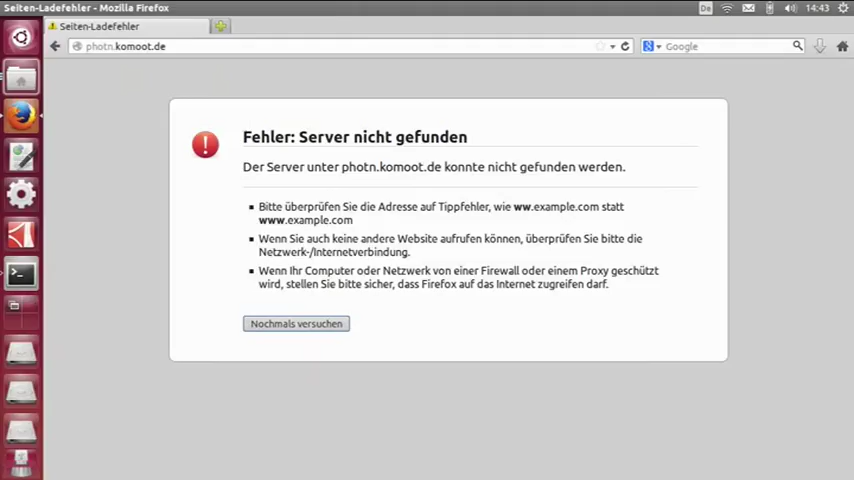 Seiten-Ladefehler - Mozilla Firefox
De
14:43
Seiten-Ladefehler
photn.komoot.de
Google
Fehler: Server nicht gefunden
Der Server unter photn.komoot.de konnte nicht gefunden werden.
Bitte überprüfen Sie die Adresse auf Tippfehler, wie ww.example.com statt
www.example.com
Wenn Sie auch keine andere Website aufrufen können, überprüfen Sie bitte die
Netzwerk-/Internetverbindung.
Wenn Ihr Computer oder Netzwerk von einer Firewall oder einem Proxy geschützt
wird, stellen Sie bitte sicher, dass Firefox auf das Internet zugreifen darf.
Nochmals versuchen